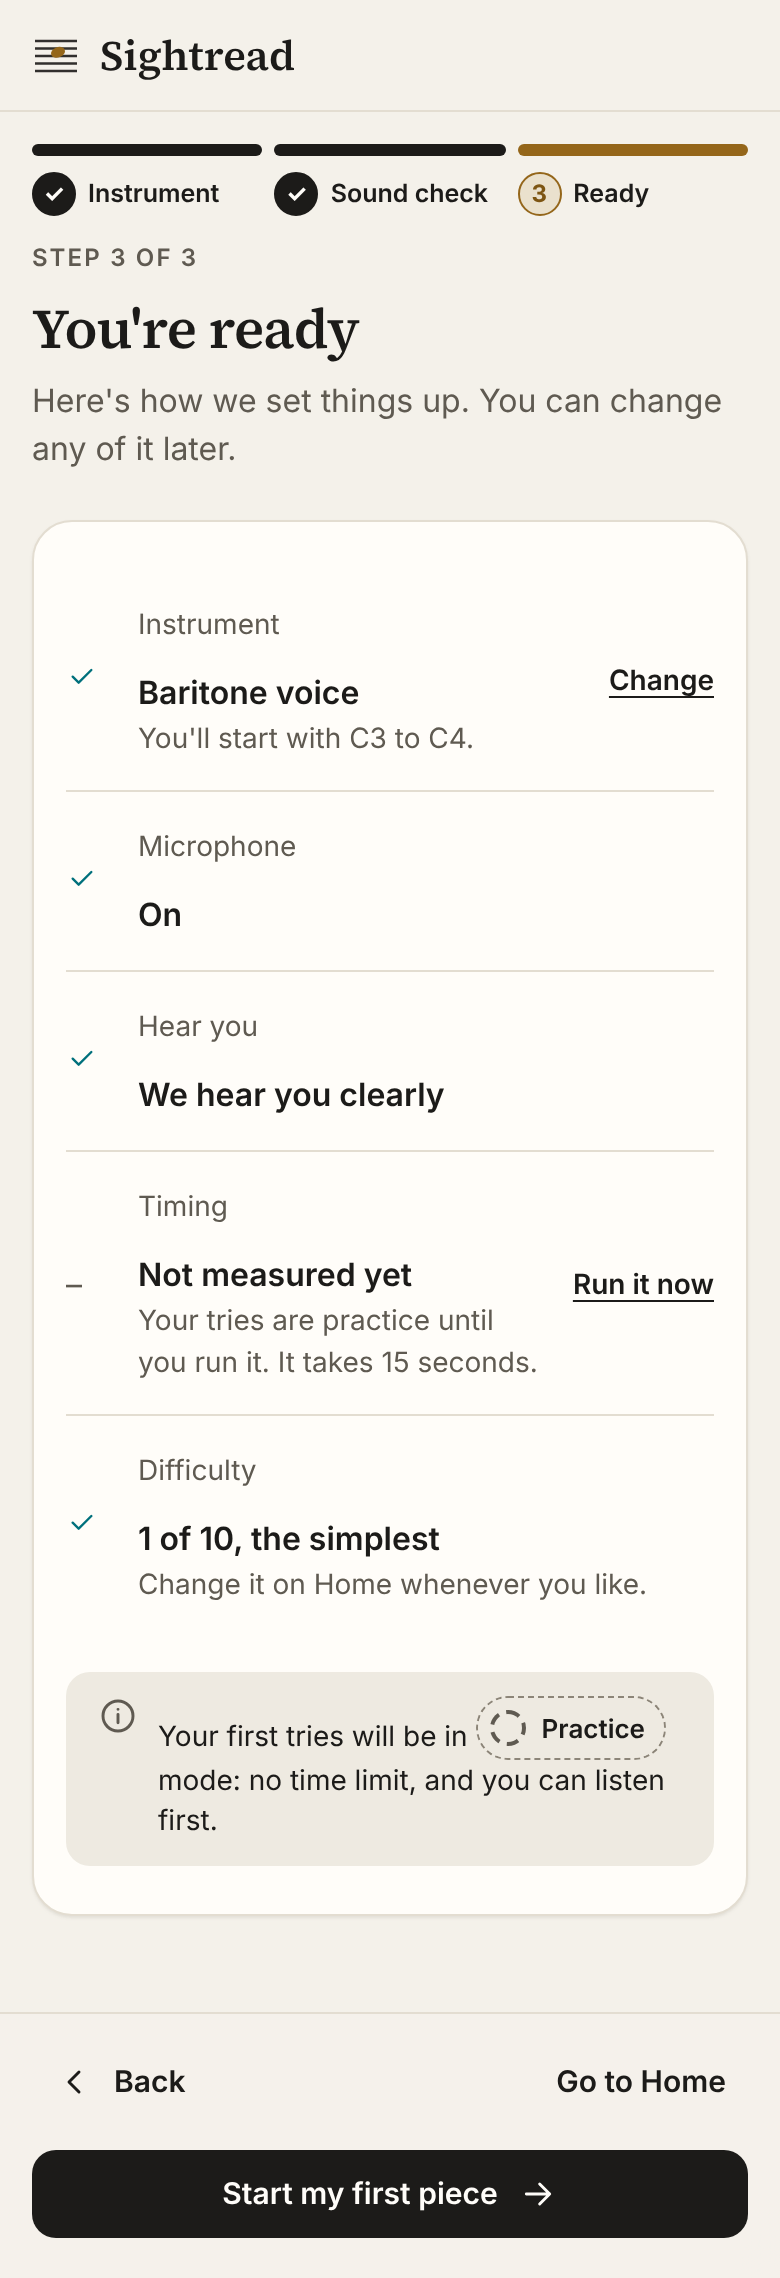 Sightread
Instrument
Sound check
3 Ready
STEP 3 OF 3
You're ready
Here's how we set things up. You can change
any of it later.
Instrument
Baritone voice
Change
You'll start with C3 to C4.
Microphone
On
Hear you
We hear you clearly
Timing
– Not measured yet
Run it now
Your tries are practice until
you run it. It takes 15 seconds.
Difficulty
1 of 10, the simplest
Change it on Home whenever you like.
Your first tries will be in Practice
mode: no time limit, and you can listen
first.
Back
Go to Home
Start my first piece →